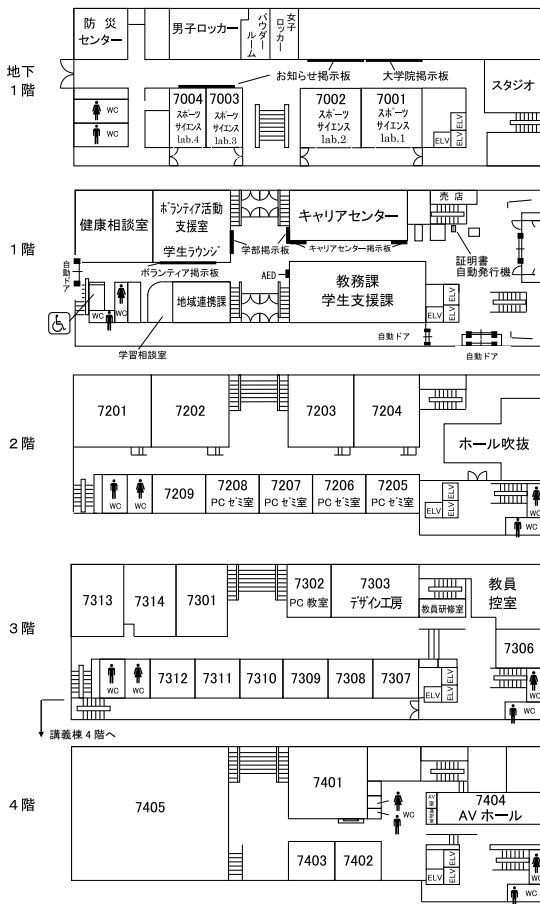 地下
1階
防災
センター
男子ロッカー
パウダー
ルーム
女子
ロッカー
お知らせ掲示板
大学院掲示板
スタジオ
WC
WC
7004
スポーツ
サイエンス
lab.4
7003
スポーツ
サイエンス
lab.3
7002
スポーツ
サイエンス
lab.2
7001
スポーツ
サイエンス
lab.1
ELV
ELV
ELV
1階
健康相談室
ボランティア活動
支援室
学生ラウンジ
キャリアセンター
売店
学部掲示板
キャリアセンター掲示板
証明書
自動発行機
自動ドア
ボランティア掲示板
AED
教務課
学生支援課
WC
WC
地域連携課
学習相談室
ELV
ELV
ELV
自動ドア
自動ドア
2階
7201
7202
7203
7204
ホール吹抜
WC
WC
7209
7208
PCゼミ室
7207
PCゼミ室
7206
PCゼミ室
7205
PCゼミ室
ELV
ELV
ELV
WC
WC
3階
7313
7314
7301
7302
PC教室
7303
デザイン工房
教員研修室
教員
控室
7306
WC
WC
7312
7311
7310
7309
7308
7307
ELV
ELV
ELV
WC
WC
講義棟4階へ
4階
7405
7401
WC
7403
7402
7404
AVホール
ELV
ELV
ELV
WC
WC